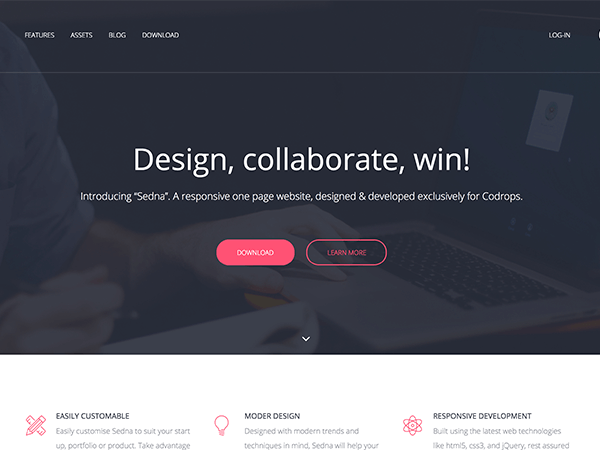 FEATURES ASSETS BLOG DOWNLOAD LOG-IN
Design, collaborate, win!
Introducing “Sedna”. A responsive one page website, designed & developed exclusively for Codrops.
DOWNLOAD LEARN MORE
EASILY CUSTOMABLE
Easily customise Sedna to suit your start
up, portfolio or product. Take advantage
MODER DESIGN
Designed with modern trends and
techniques in mind, Sedna will help your
RESPONSIVE DEVELOPMENT
Built using the latest web technologies
like html5, css3, and jQuery, rest assured